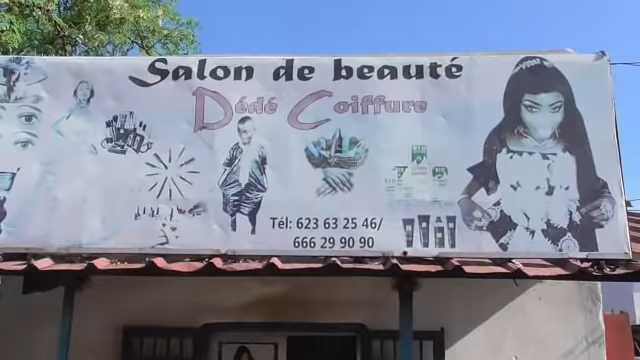 Salon de beauté
Dédé Coiffure
Tél: 623 63 25 46/
666 29 90 90